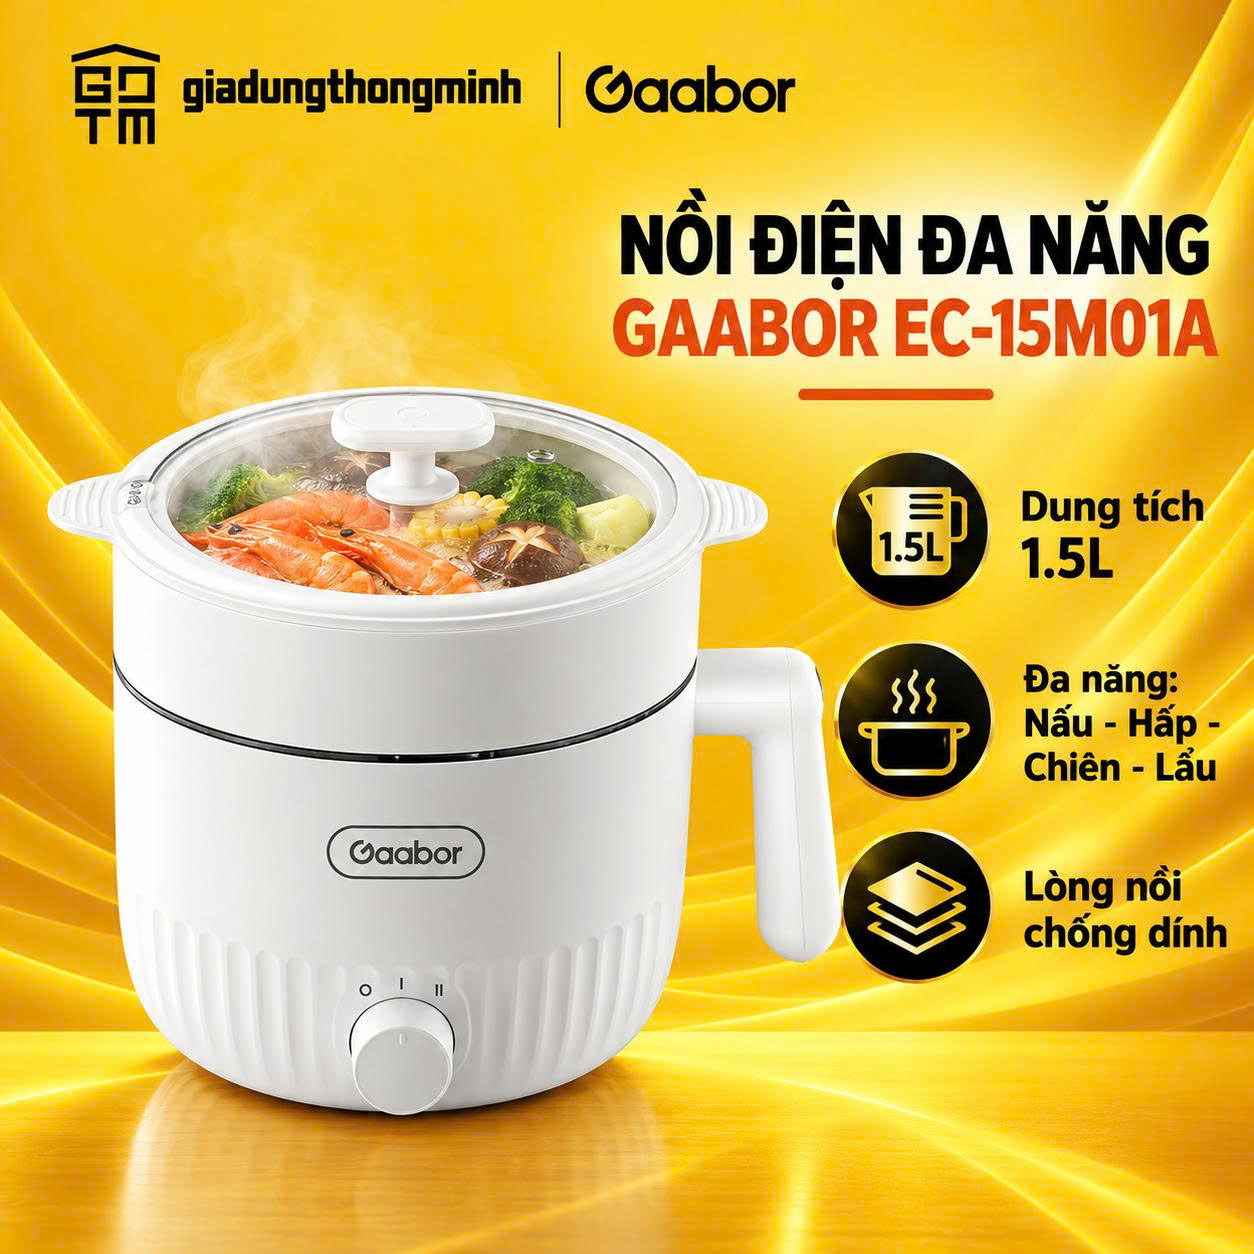 GD
TM
giadungthongminh
Gaabor
NỒI ĐIỆN ĐA NĂNG
GAABOR EC-15M01A
1.5L
Dung tích
1.5L
Đa năng:
Nấu - Hấp -
Chiên - Lẩu
Lòng nồi
chống dính
Gaabor
O I II